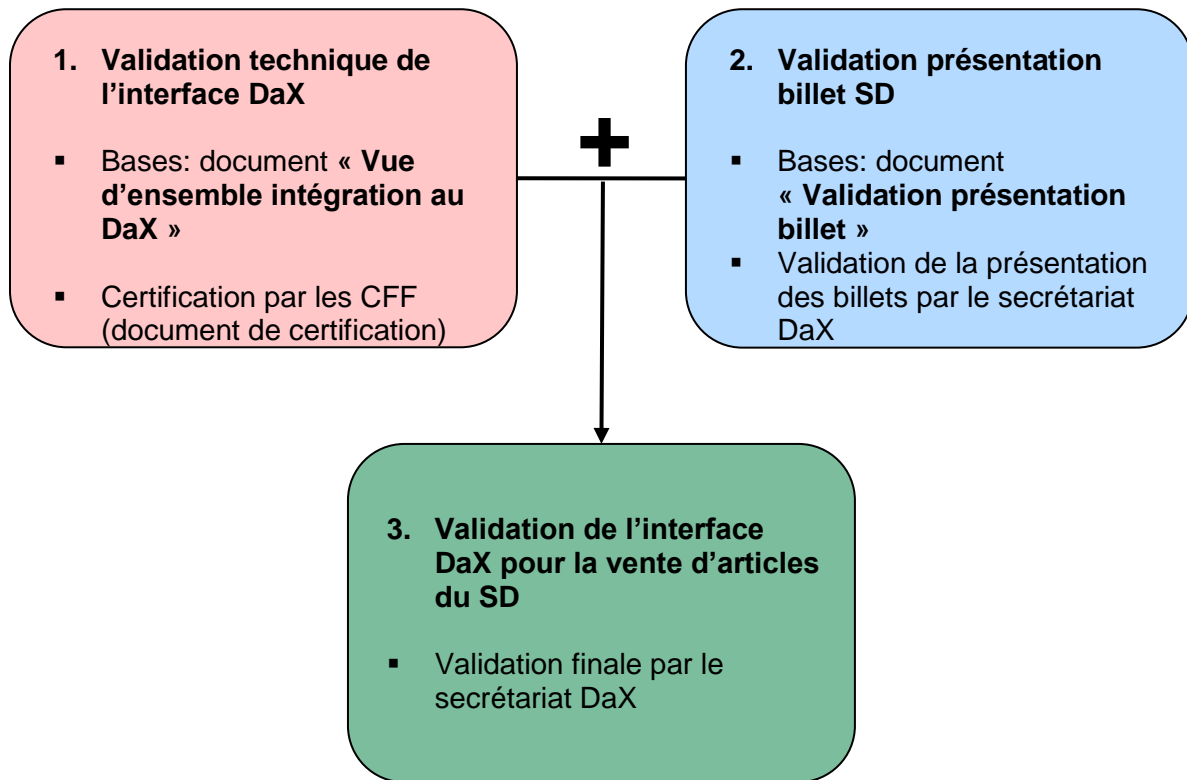 1. Validation technique de
l’interface DaX
▪ Bases: document « Vue
d’ensemble intégration au
DaX »
▪ Certification par les CFF
(document de certification)
+
2. Validation présentation
billet SD
▪ Bases: document
« Validation présentation
billet »
▪ Validation de la présentation
des billets par le secrétariat
DaX
3. Validation de l’interface
DaX pour la vente d’articles
du SD
▪ Validation finale par le
secrétariat DaX